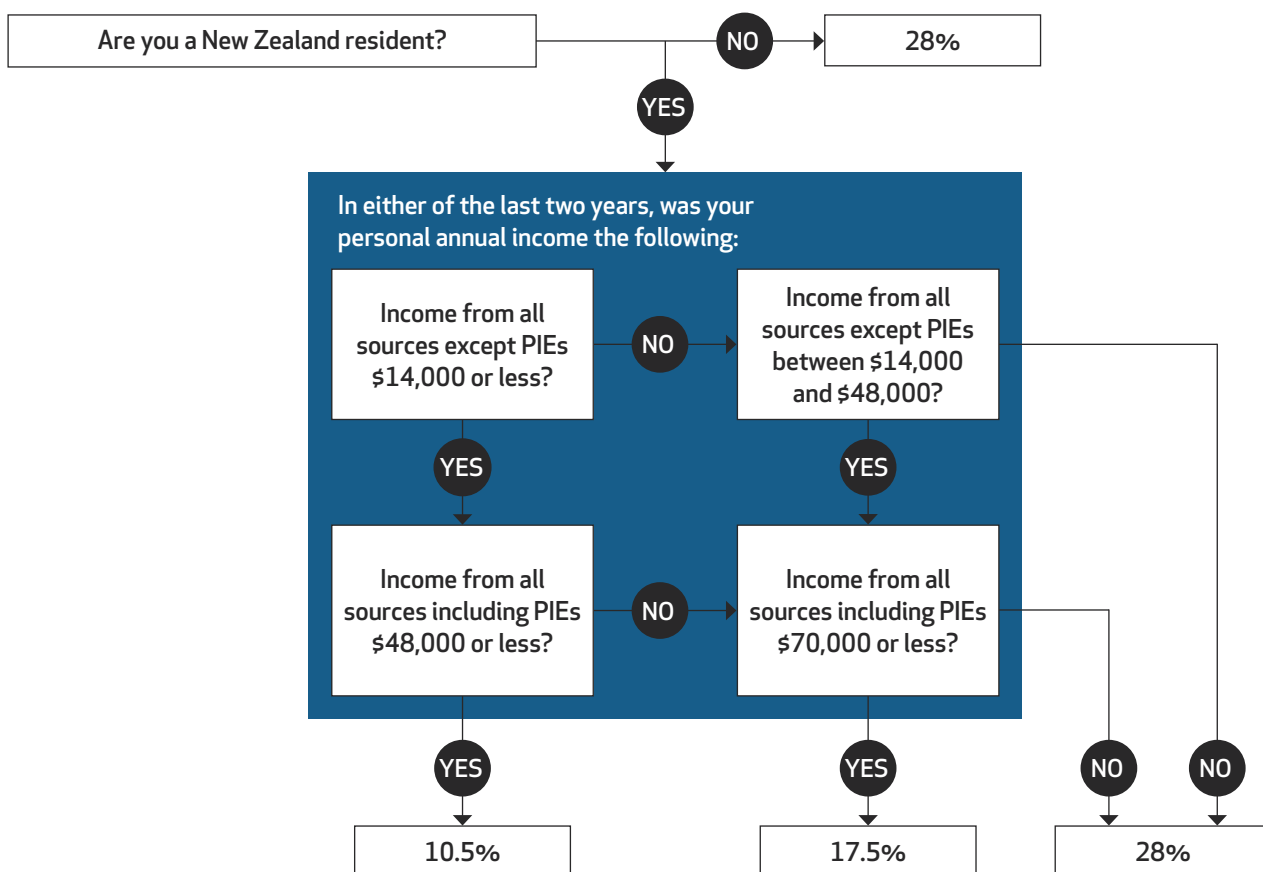 Are you a New Zealand resident?
NO
28%
YES
In either of the last two years, was your
personal annual income the following:
Income from all
sources except PIEs
$14,000 or less?
NO
Income from all
sources except PIEs
between $14,000
and $48,000?
YES
YES
Income from all
sources including PIEs
$48,000 or less?
NO
Income from all
sources including PIEs
$70,000 or less?
YES
YES
NO
NO
10.5%
17.5%
28%